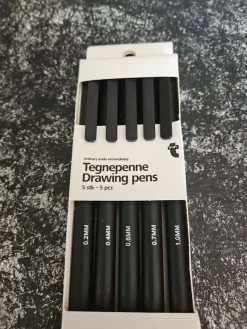 Ordinary made extraordinary
Tegnepenne
Drawing pens
5 stk – 5 pcs
0.2MM
0.4MM
0.6MM
0.7MM
1.0MM